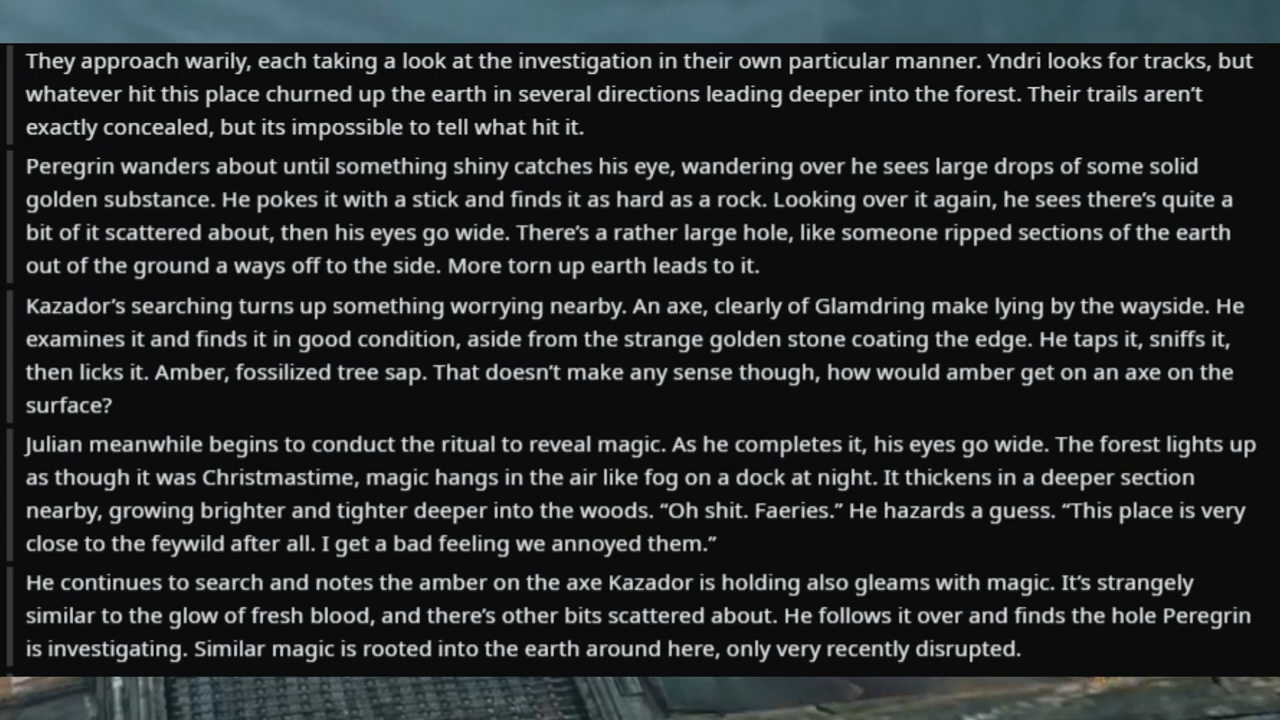 They approach warily, each taking a look at the investigation in their own particular manner. Yndri looks for tracks, but
whatever hit this place churned up the earth in several directions leading deeper into the forest. Their trails aren’t
exactly concealed, but its impossible to tell what hit it.
Peregrin wanders about until something shiny catches his eye, wandering over he sees large drops of some solid
golden substance. He pokes it with a stick and finds it as hard as a rock. Looking over it again, he sees there’s quite a
bit of it scattered about, then his eyes go wide. There’s a rather large hole, like someone ripped sections of the earth
out of the ground a ways off to the side. More torn up earth leads to it.
Kazador’s searching turns up something worrying nearby. An axe, clearly of Glamdring make lying by the wayside. He
examines it and finds it in good condition, aside from the strange golden stone coating the edge. He taps it, sniffs it,
then licks it. Amber, fossilized tree sap. That doesn’t make any sense though, how would amber get on an axe on the
surface?
Julian meanwhile begins to conduct the ritual to reveal magic. As he completes it, his eyes go wide. The forest lights up
as though it was Christmastime, magic hangs in the air like fog on a dock at night. It thickens in a deeper section
nearby, growing brighter and tighter deeper into the woods. “Oh shit. Faeries.” He hazards a guess. “This place is very
close to the feywild after all. I get a bad feeling we annoyed them.”
He continues to search and notes the amber on the axe Kazador is holding also gleams with magic. It’s strangely
similar to the glow of fresh blood, and there’s other bits scattered about. He follows it over and finds the hole Peregrin
is investigating. Similar magic is rooted into the earth around here, only very recently disrupted.